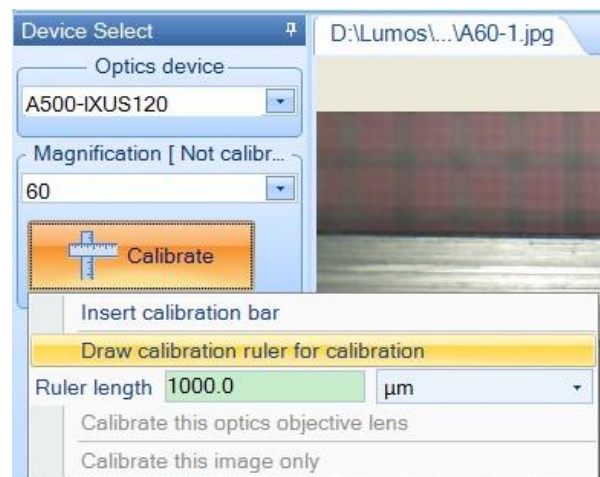 Device Select
D:\Lumos\...\A60-1.jpg
Optics device
A500-IXUS120
Magnification [ Not calibr...
60
Calibrate
Insert calibration bar
Draw calibration ruler for calibration
Ruler length 1000.0 μm
Calibrate this optics objective lens
Calibrate this image only